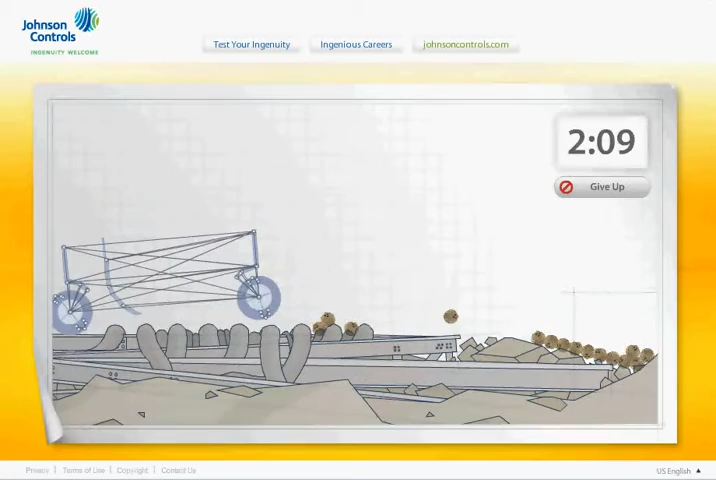 Johnson
Controls
INGENUITY WELCOME
Test Your Ingenuity
Ingenious Careers
johnsoncontrols.com
2:09
Give Up
Privacy | Terms of Use | Copyright | Contact Us
US English